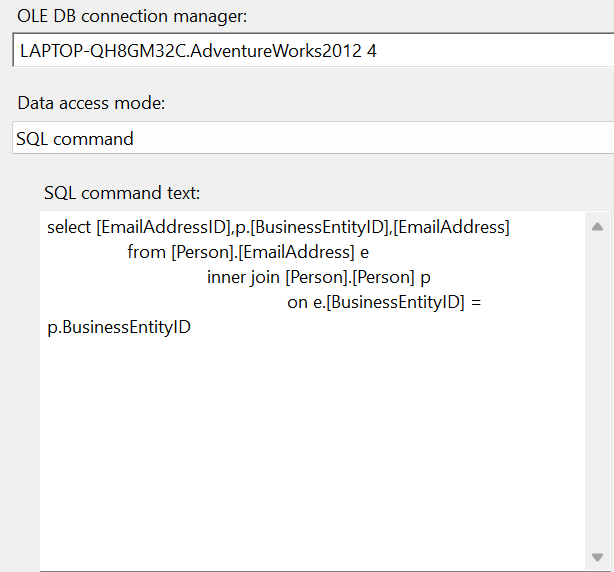 OLE DB connection manager:
LAPTOP-QH8GM32C.AdventureWorks2012 4
Data access mode:
SQL command
SQL command text:
select [EmailAddressID],p.[BusinessEntityID],[EmailAddress]
from [Person].[EmailAddress] e
inner join [Person].[Person] p
on e.[BusinessEntityID] =
p.BusinessEntityID